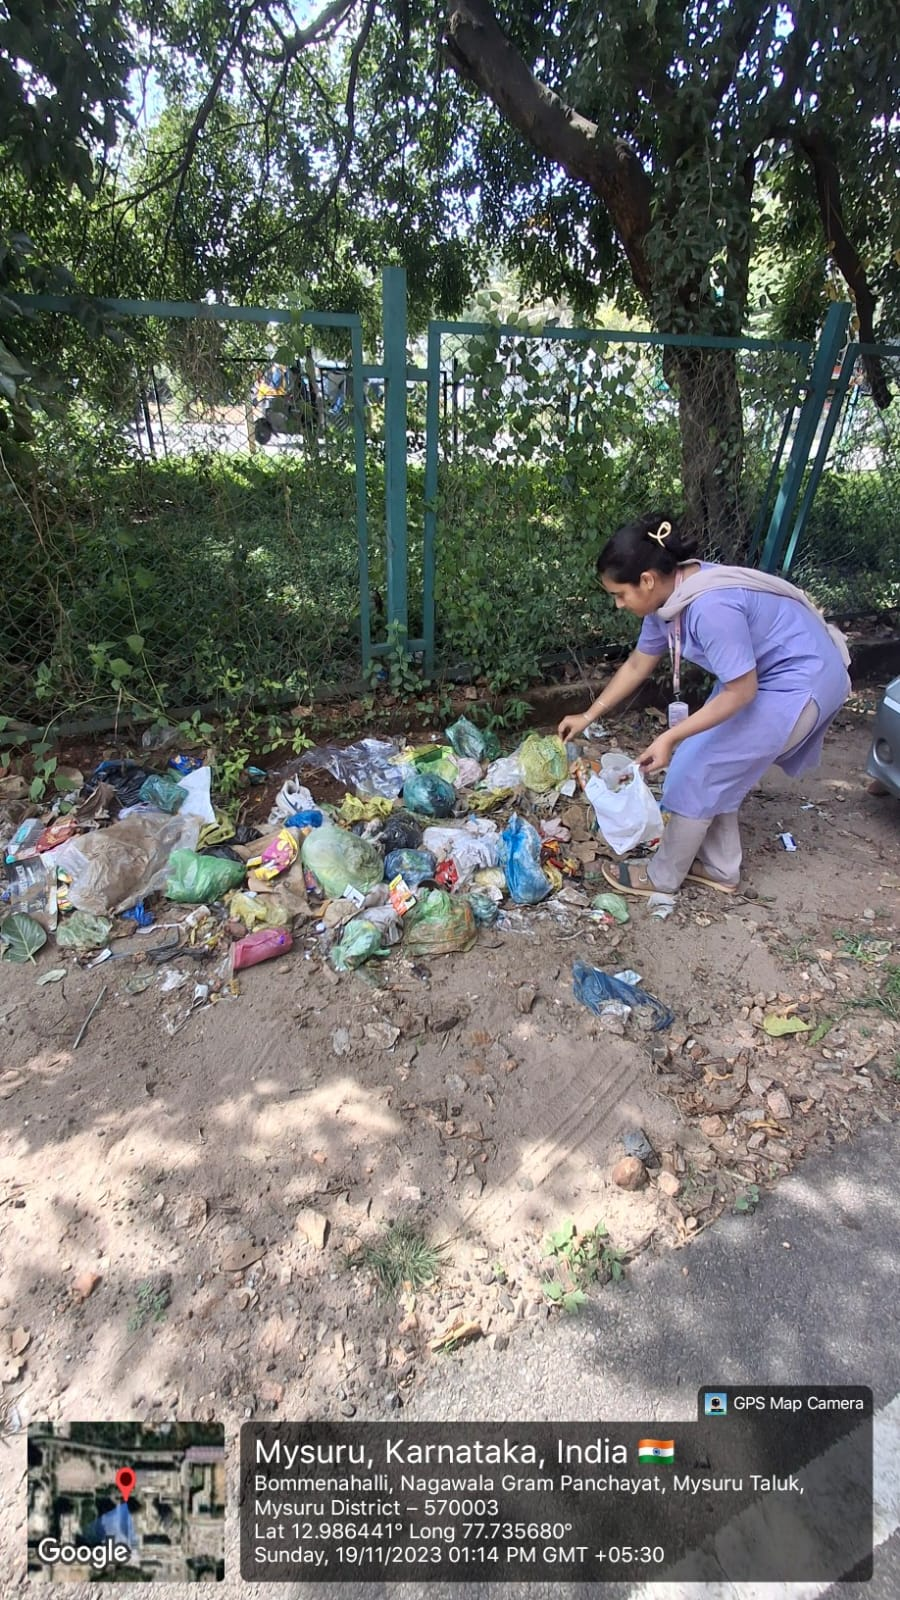 GPS Map Camera
Mysuru, Karnataka, India 🇮🇳
Bommenahalli, Nagawala Gram Panchayat, Mysuru Taluk,
Mysuru District – 570003
Lat 12.986441° Long 77.735680°
Sunday, 19/11/2023 01:14 PM GMT +05:30
Google